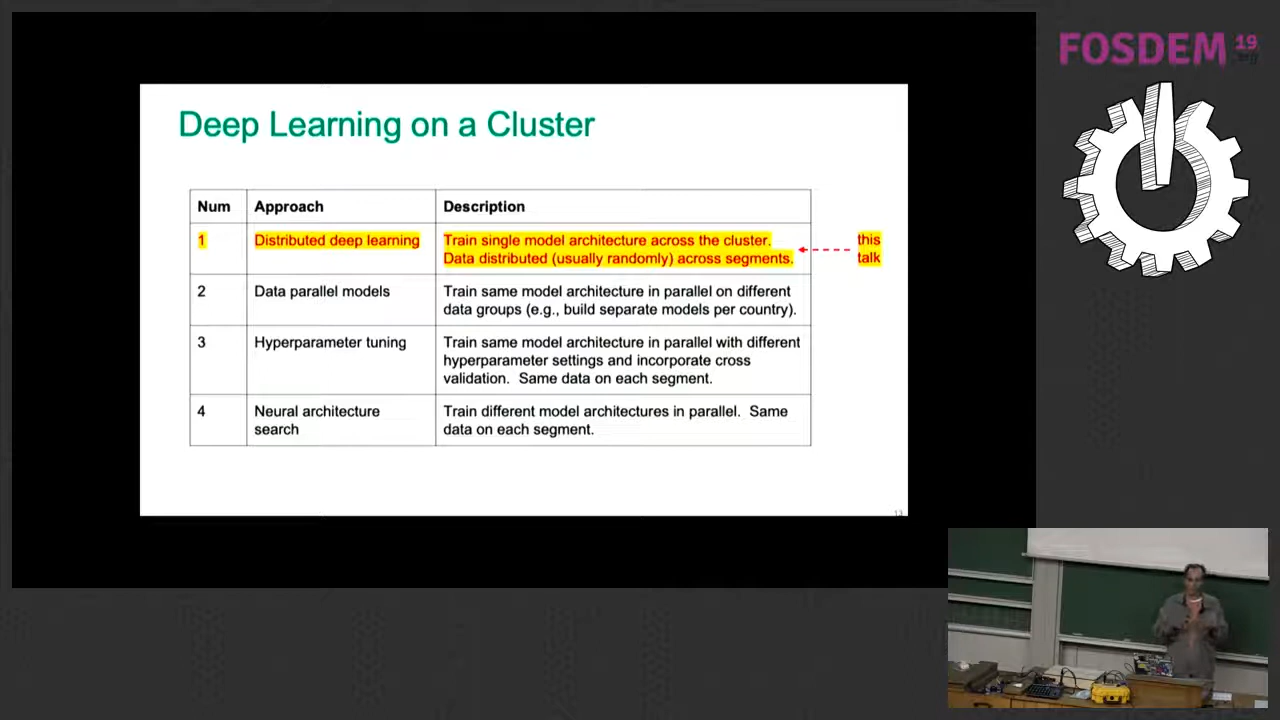 FOSDEM 19
.org
Deep Learning on a Cluster
Num Approach Description
1 Distributed deep learning Train single model architecture across the cluster.
Data distributed (usually randomly) across segments.
this
talk
2 Data parallel models Train same model architecture in parallel on different
data groups (e.g., build separate models per country).
3 Hyperparameter tuning Train same model architecture in parallel with different
hyperparameter settings and incorporate cross
validation. Same data on each segment.
4 Neural architecture
search
Train different model architectures in parallel. Same
data on each segment.
13